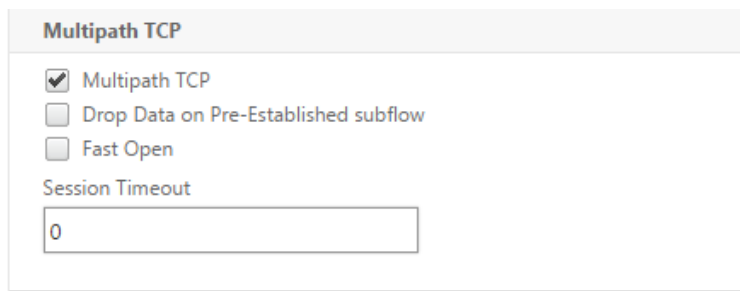 Multipath TCP
Multipath TCP
Drop Data on Pre-Established subflow
Fast Open
Session Timeout
0